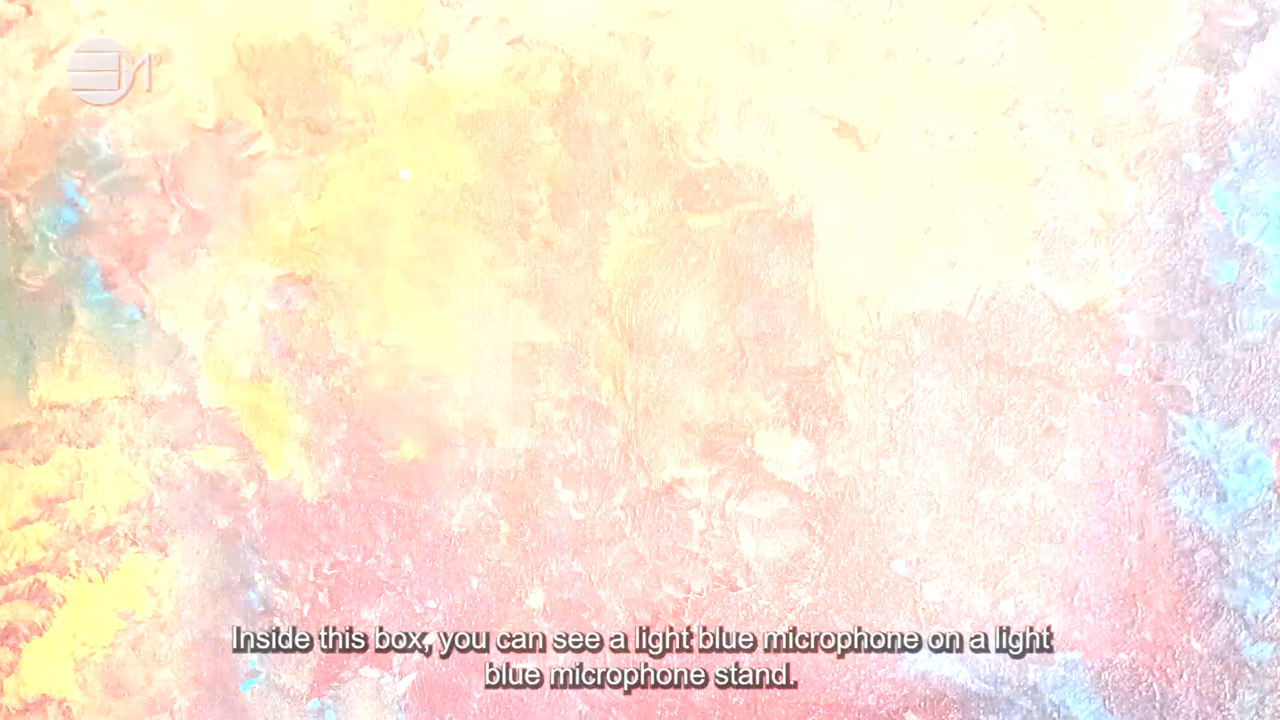 Inside this box, you can see a light blue microphone on a light
blue microphone stand.